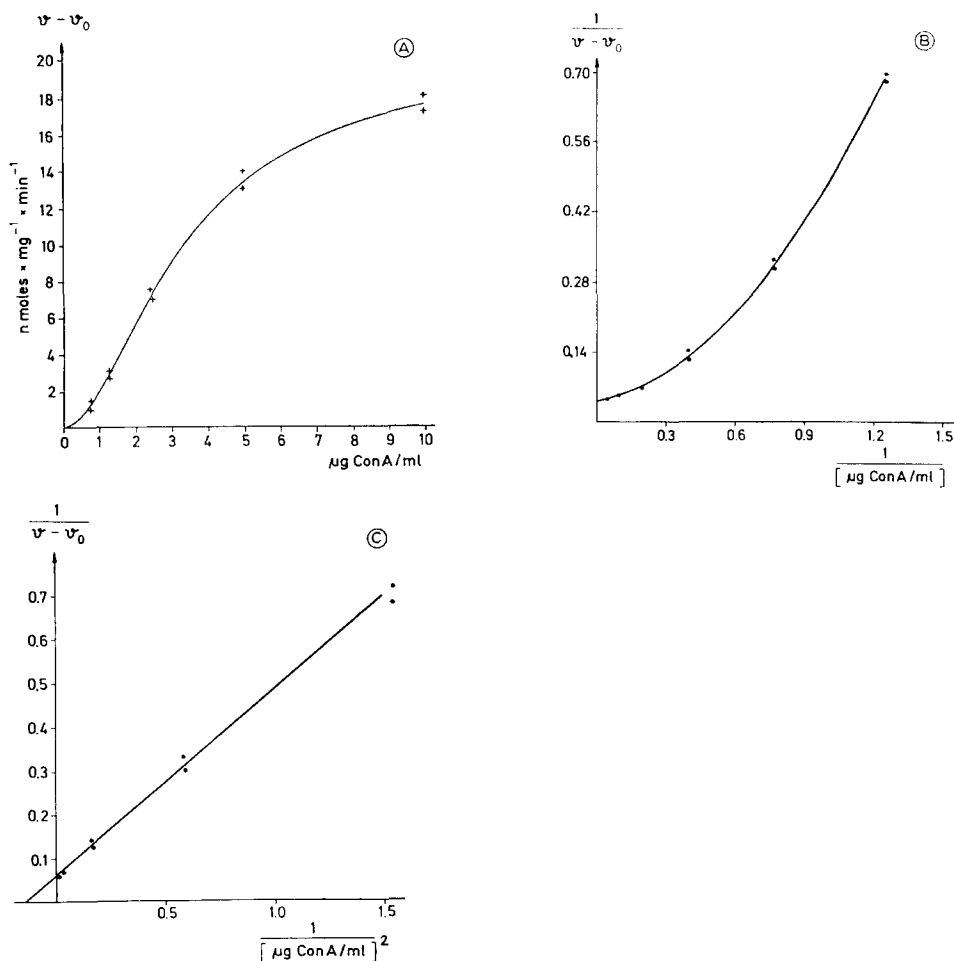 v - v₀
A
20
18
16
14
12
10
8
6
4
2
n moles × mg⁻¹ × min⁻¹
0 1 2 3 4 5 6 7 8 9 10
µg ConA/ml
1
v - v₀
B
0.70
0.56
0.42
0.28
0.14
0.3 0.6 0.9 1.2 1.5
1
[µg ConA/ml]
1
v - v₀
C
0.7
0.6
0.5
0.4
0.3
0.2
0.1
0.5 1.0 1.5
1
[µg ConA/ml]²